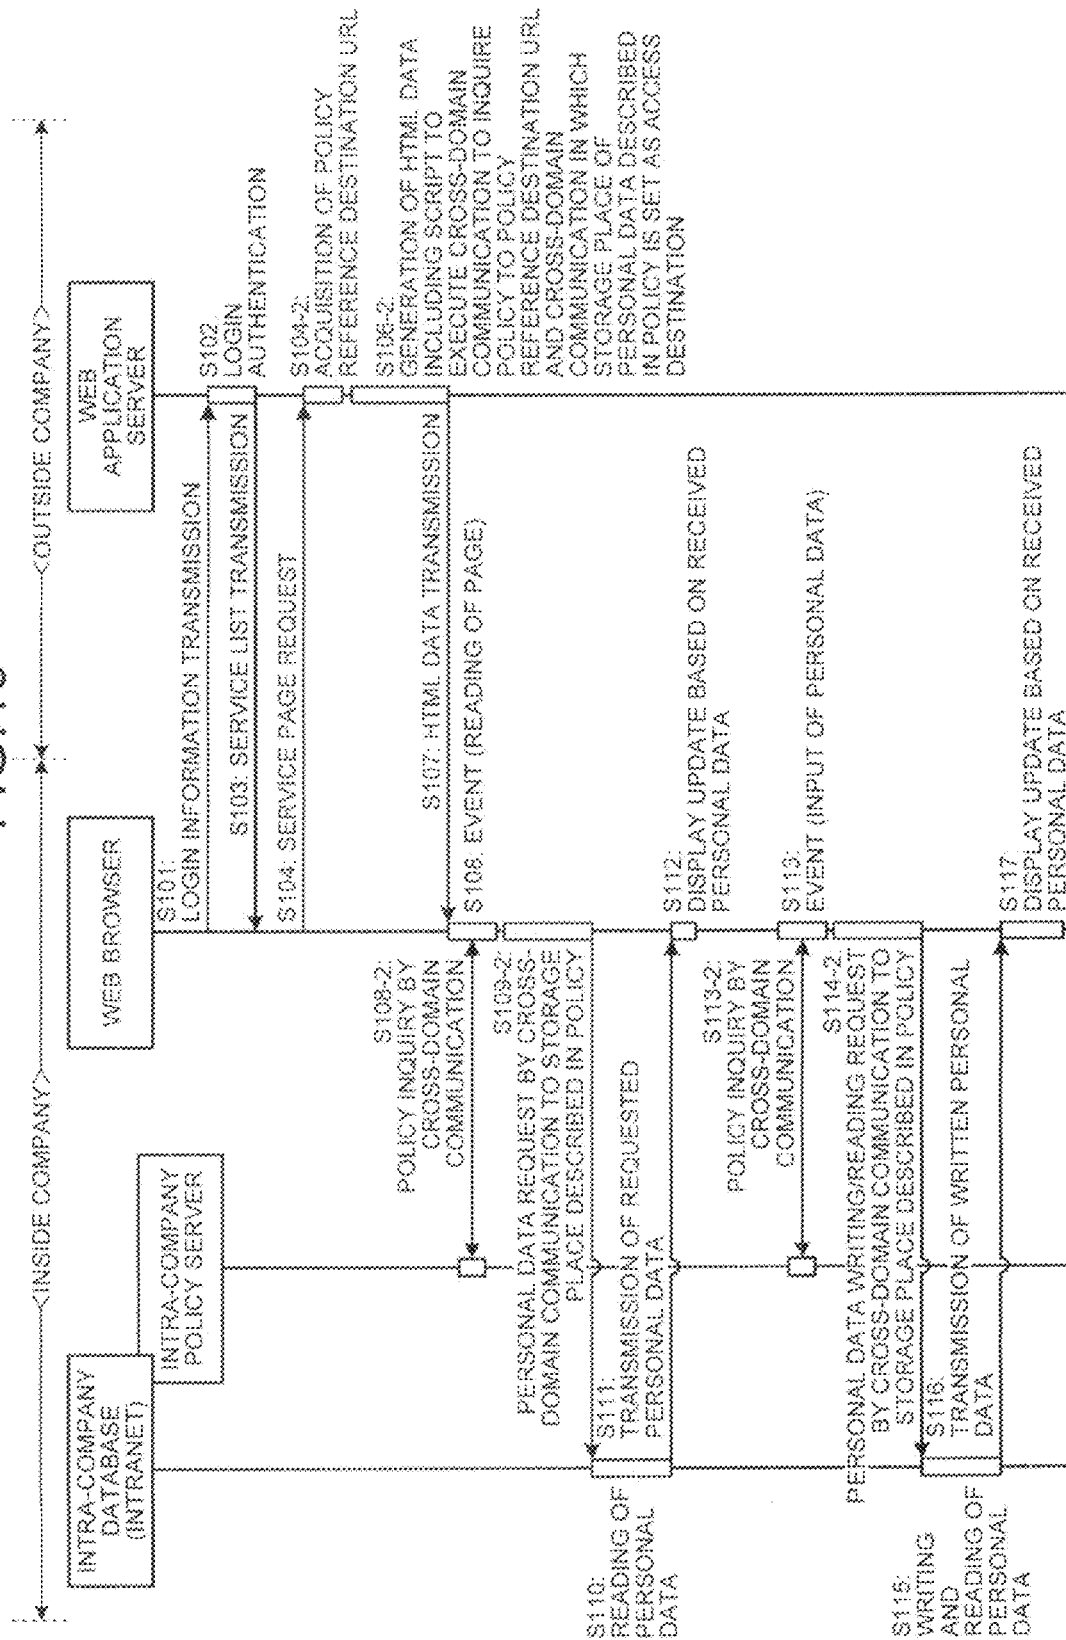 <INSIDE COMPANY>
<OUTSIDE COMPANY>
INTRA-COMPANY
DATABASE
(INTRANET)
INTRA-COMPANY
POLICY SERVER
WEB BROWSER
WEB
APPLICATION
SERVER
S101:
LOGIN INFORMATION TRANSMISSION
S102:
LOGIN
AUTHENTICATION
S103: SERVICE LIST TRANSMISSION
S104: SERVICE PAGE REQUEST
S104-2:
ACQUISITION OF POLICY
REFERENCE DESTINATION URL
S106-2:
GENERATION OF HTML DATA
INCLUDING SCRIPT TO
EXECUTE CROSS-DOMAIN
COMMUNICATION TO INQUIRE
POLICY TO POLICY
REFERENCE DESTINATION URL
AND CROSS-DOMAIN
COMMUNICATION IN WHICH
STORAGE PLACE OF
PERSONAL DATA DESCRIBED
IN POLICY IS SET AS ACCESS
DESTINATION
S107: HTML DATA TRANSMISSION
S108: EVENT (READING OF PAGE)
S108-2:
POLICY INQUIRY BY
CROSS-DOMAIN
COMMUNICATION
S109-2:
PERSONAL DATA REQUEST BY CROSS-
DOMAIN COMMUNICATION TO STORAGE
PLACE DESCRIBED IN POLICY
S110:
READING OF
PERSONAL
DATA
S111:
TRANSMISSION OF REQUESTED
PERSONAL DATA
S112:
DISPLAY UPDATE BASED ON RECEIVED
PERSONAL DATA
S113:
EVENT (INPUT OF PERSONAL DATA)
S113-2:
POLICY INQUIRY BY
CROSS-DOMAIN
COMMUNICATION
S114-2:
PERSONAL DATA WRITING/READING REQUEST
BY CROSS-DOMAIN COMMUNICATION TO
STORAGE PLACE DESCRIBED IN POLICY
S115:
WRITING
AND
READING OF
PERSONAL
DATA
S116:
TRANSMISSION OF WRITTEN PERSONAL
DATA
S117:
DISPLAY UPDATE BASED ON RECEIVED
PERSONAL DATA